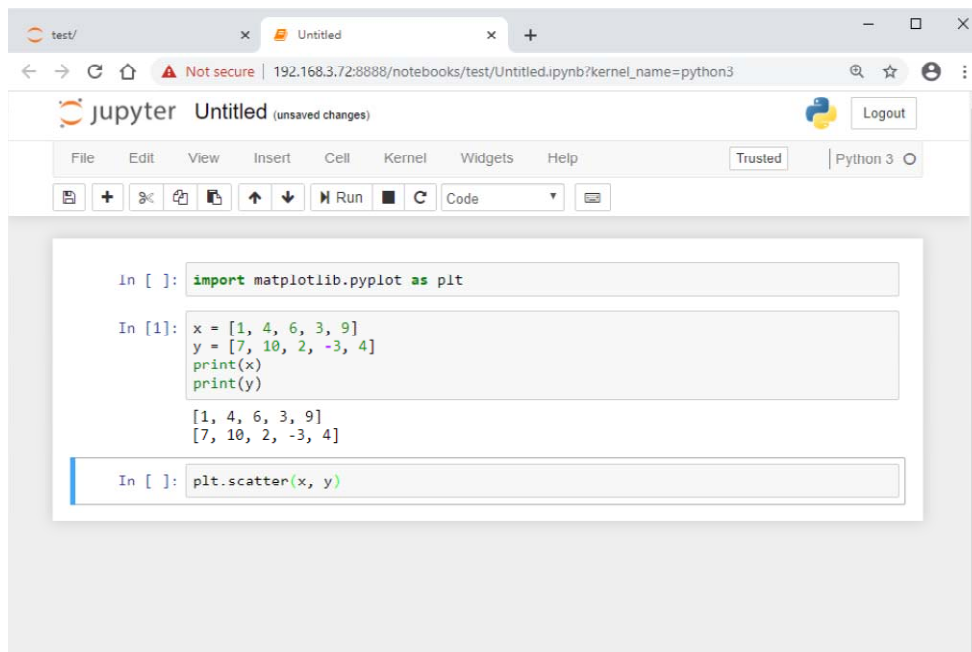 test/
Untitled
Not secure | 192.168.3.72:8888/notebooks/test/Untitled.ipynb?kernel_name=python3
jupyter Untitled (unsaved changes)
Logout
File Edit View Insert Cell Kernel Widgets Help Trusted Python 3
Run Code
In [ ]: import matplotlib.pyplot as plt
In [1]: x = [1, 4, 6, 3, 9]
y = [7, 10, 2, -3, 4]
print(x)
print(y)
[1, 4, 6, 3, 9]
[7, 10, 2, -3, 4]
In [ ]: plt.scatter(x, y)